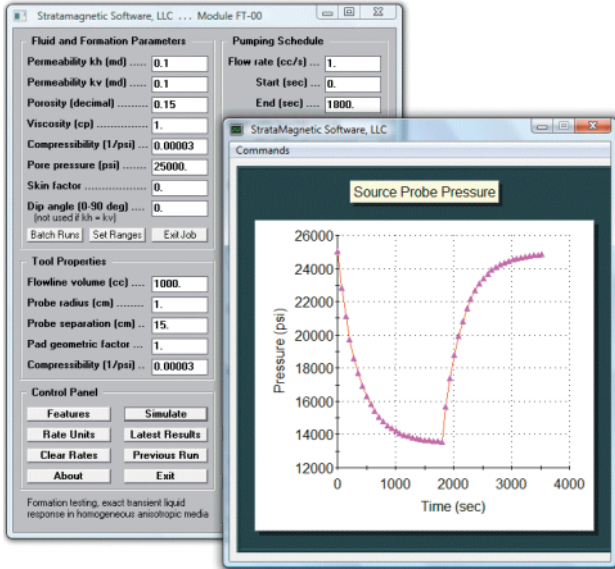 Stratamagnetic Software, LLC ... Module FT-00
Fluid and Formation Parameters
Permeability kh (md) ..... 0.1
Permeability kv (md) ..... 0.1
Porosity (decimal) ......... 0.15
Viscosity (cp) ................ 1.
Compressibility (1/psi) .. 0.00003
Pore pressure (psi) ....... 25000.
Skin factor ................... 0.
Dip angle (0-90 deg) ..... 0.
(not used if kh = kv)
Batch Runs Set Ranges Exit Job
Tool Properties
Flowline volume (cc) ..... 1000.
Probe radius (cm) ........ 1.
Probe separation (cm) .. 15.
Pad geometric factor ... 1.
Compressibility (1/psi) .. 0.00003
Control Panel
Features Simulate
Rate Units Latest Results
Clear Rates Previous Run
About Exit
Formation testing, exact transient liquid
response in homogeneous anisotropic media
Pumping Schedule
Flow rate (cc/s) ... 1.
Start (sec) ... 0.
End (sec) .... 1800.
StrataMagnetic Software, LLC
Commands
Source Probe Pressure
26000
24000
22000
20000
18000
16000
14000
12000
Pressure (psi)
0 1000 2000 3000 4000
Time (sec)